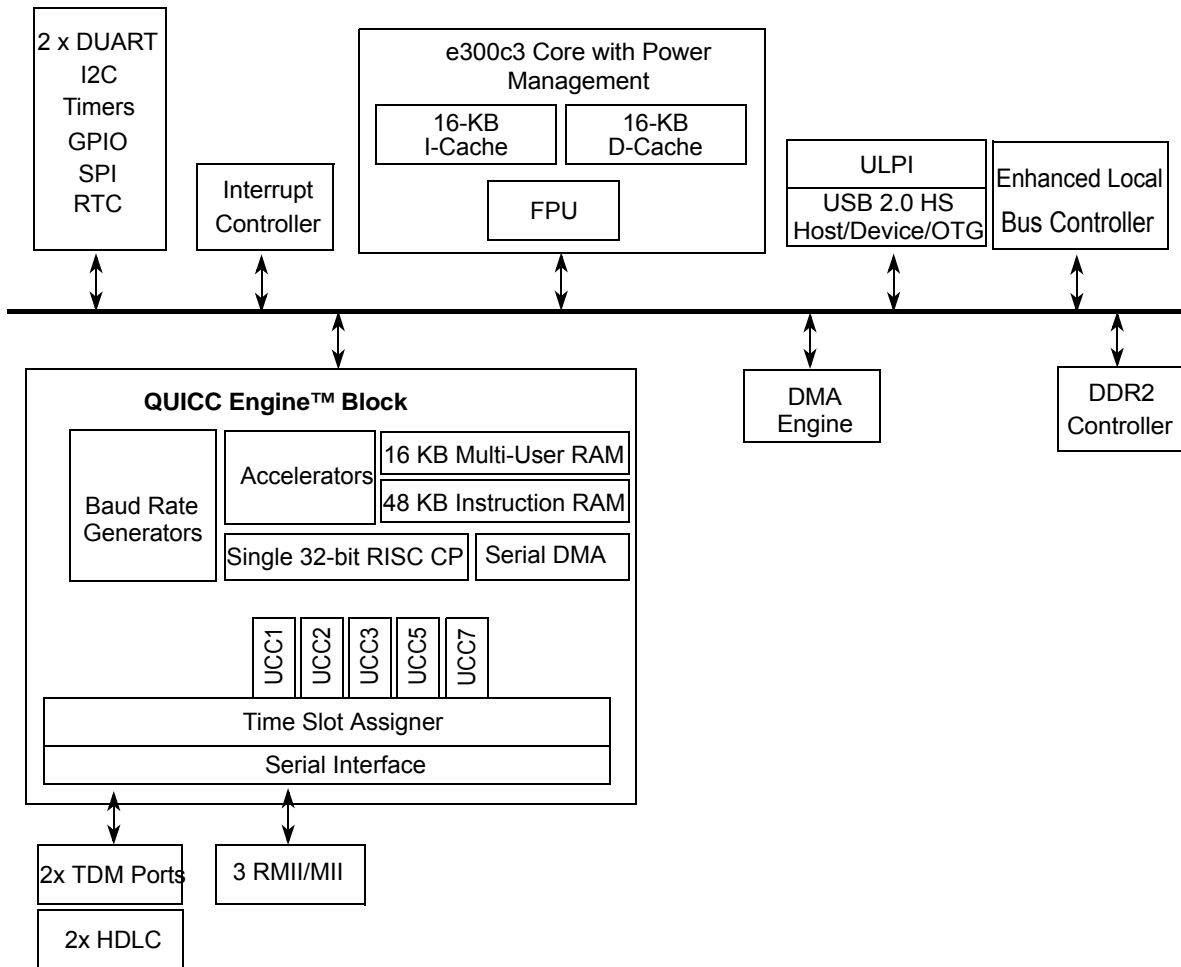 2 x DUART
I2C
Timers
GPIO
SPI
RTC
Interrupt
Controller
e300c3 Core with Power
Management
16-KB
I-Cache
16-KB
D-Cache
FPU
ULPI
USB 2.0 HS
Host/Device/OTG
Enhanced Local
Bus Controller
QUICC Engine™ Block
Baud Rate
Generators
Accelerators
16 KB Multi-User RAM
48 KB Instruction RAM
Single 32-bit RISC CP
Serial DMA
UCC1
UCC2
UCC3
UCC5
UCC7
Time Slot Assigner
Serial Interface
DMA
Engine
DDR2
Controller
2x TDM Ports
3 RMII/MII
2x HDLC